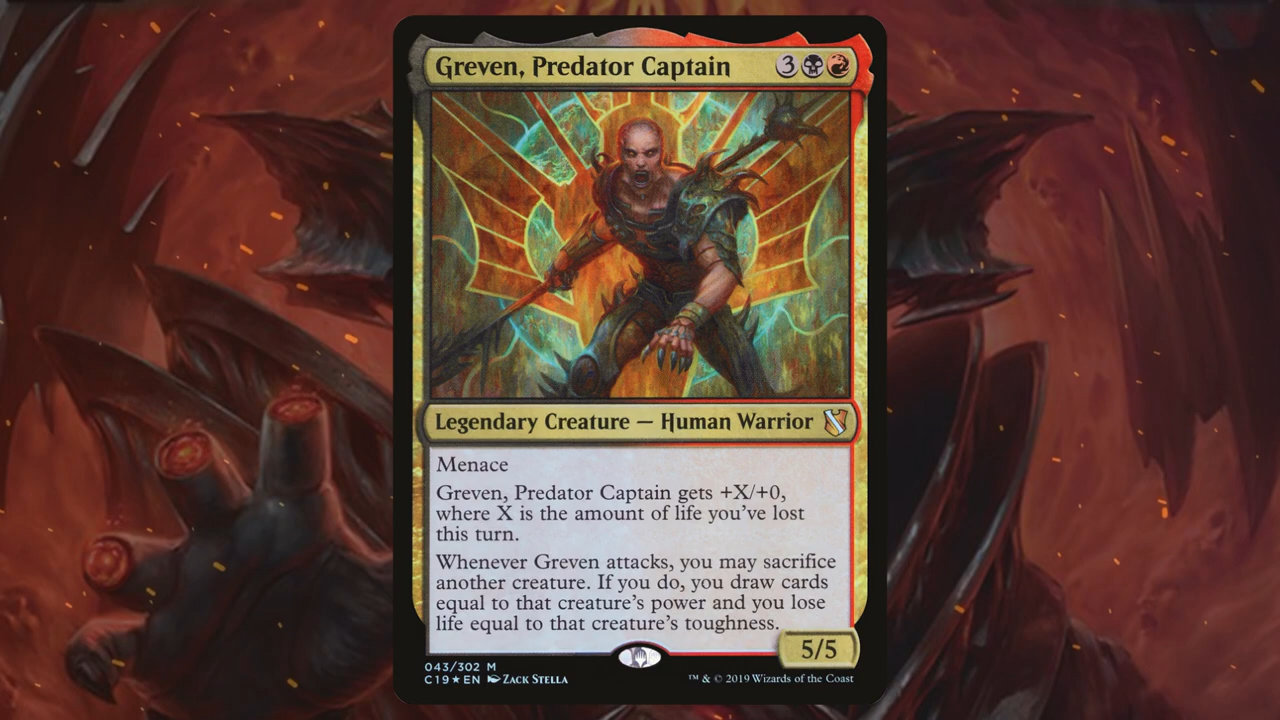 Greven, Predator Captain 3
Legendary Creature — Human Warrior
Menace
Greven, Predator Captain gets +X/+0,
where X is the amount of life you've lost
this turn.
Whenever Greven attacks, you may sacrifice
another creature. If you do, you draw cards
equal to that creature's power and you lose
life equal to that creature's toughness.
5/5
043/302 M
C19★EN Zack Stella
™ & © 2019 Wizards of the Coast